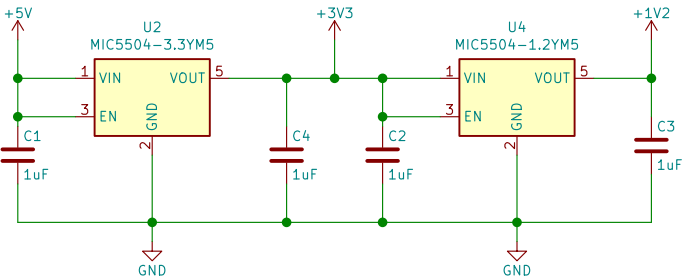 +5V
+3V3
+1V2
U2
MIC5504-3.3YM5
U4
MIC5504-1.2YM5
1
VIN
VOUT
5
3
EN
GND
2
1
VIN
VOUT
5
3
EN
GND
2
C1
1uF
C4
1uF
C2
1uF
C3
1uF
GND
GND